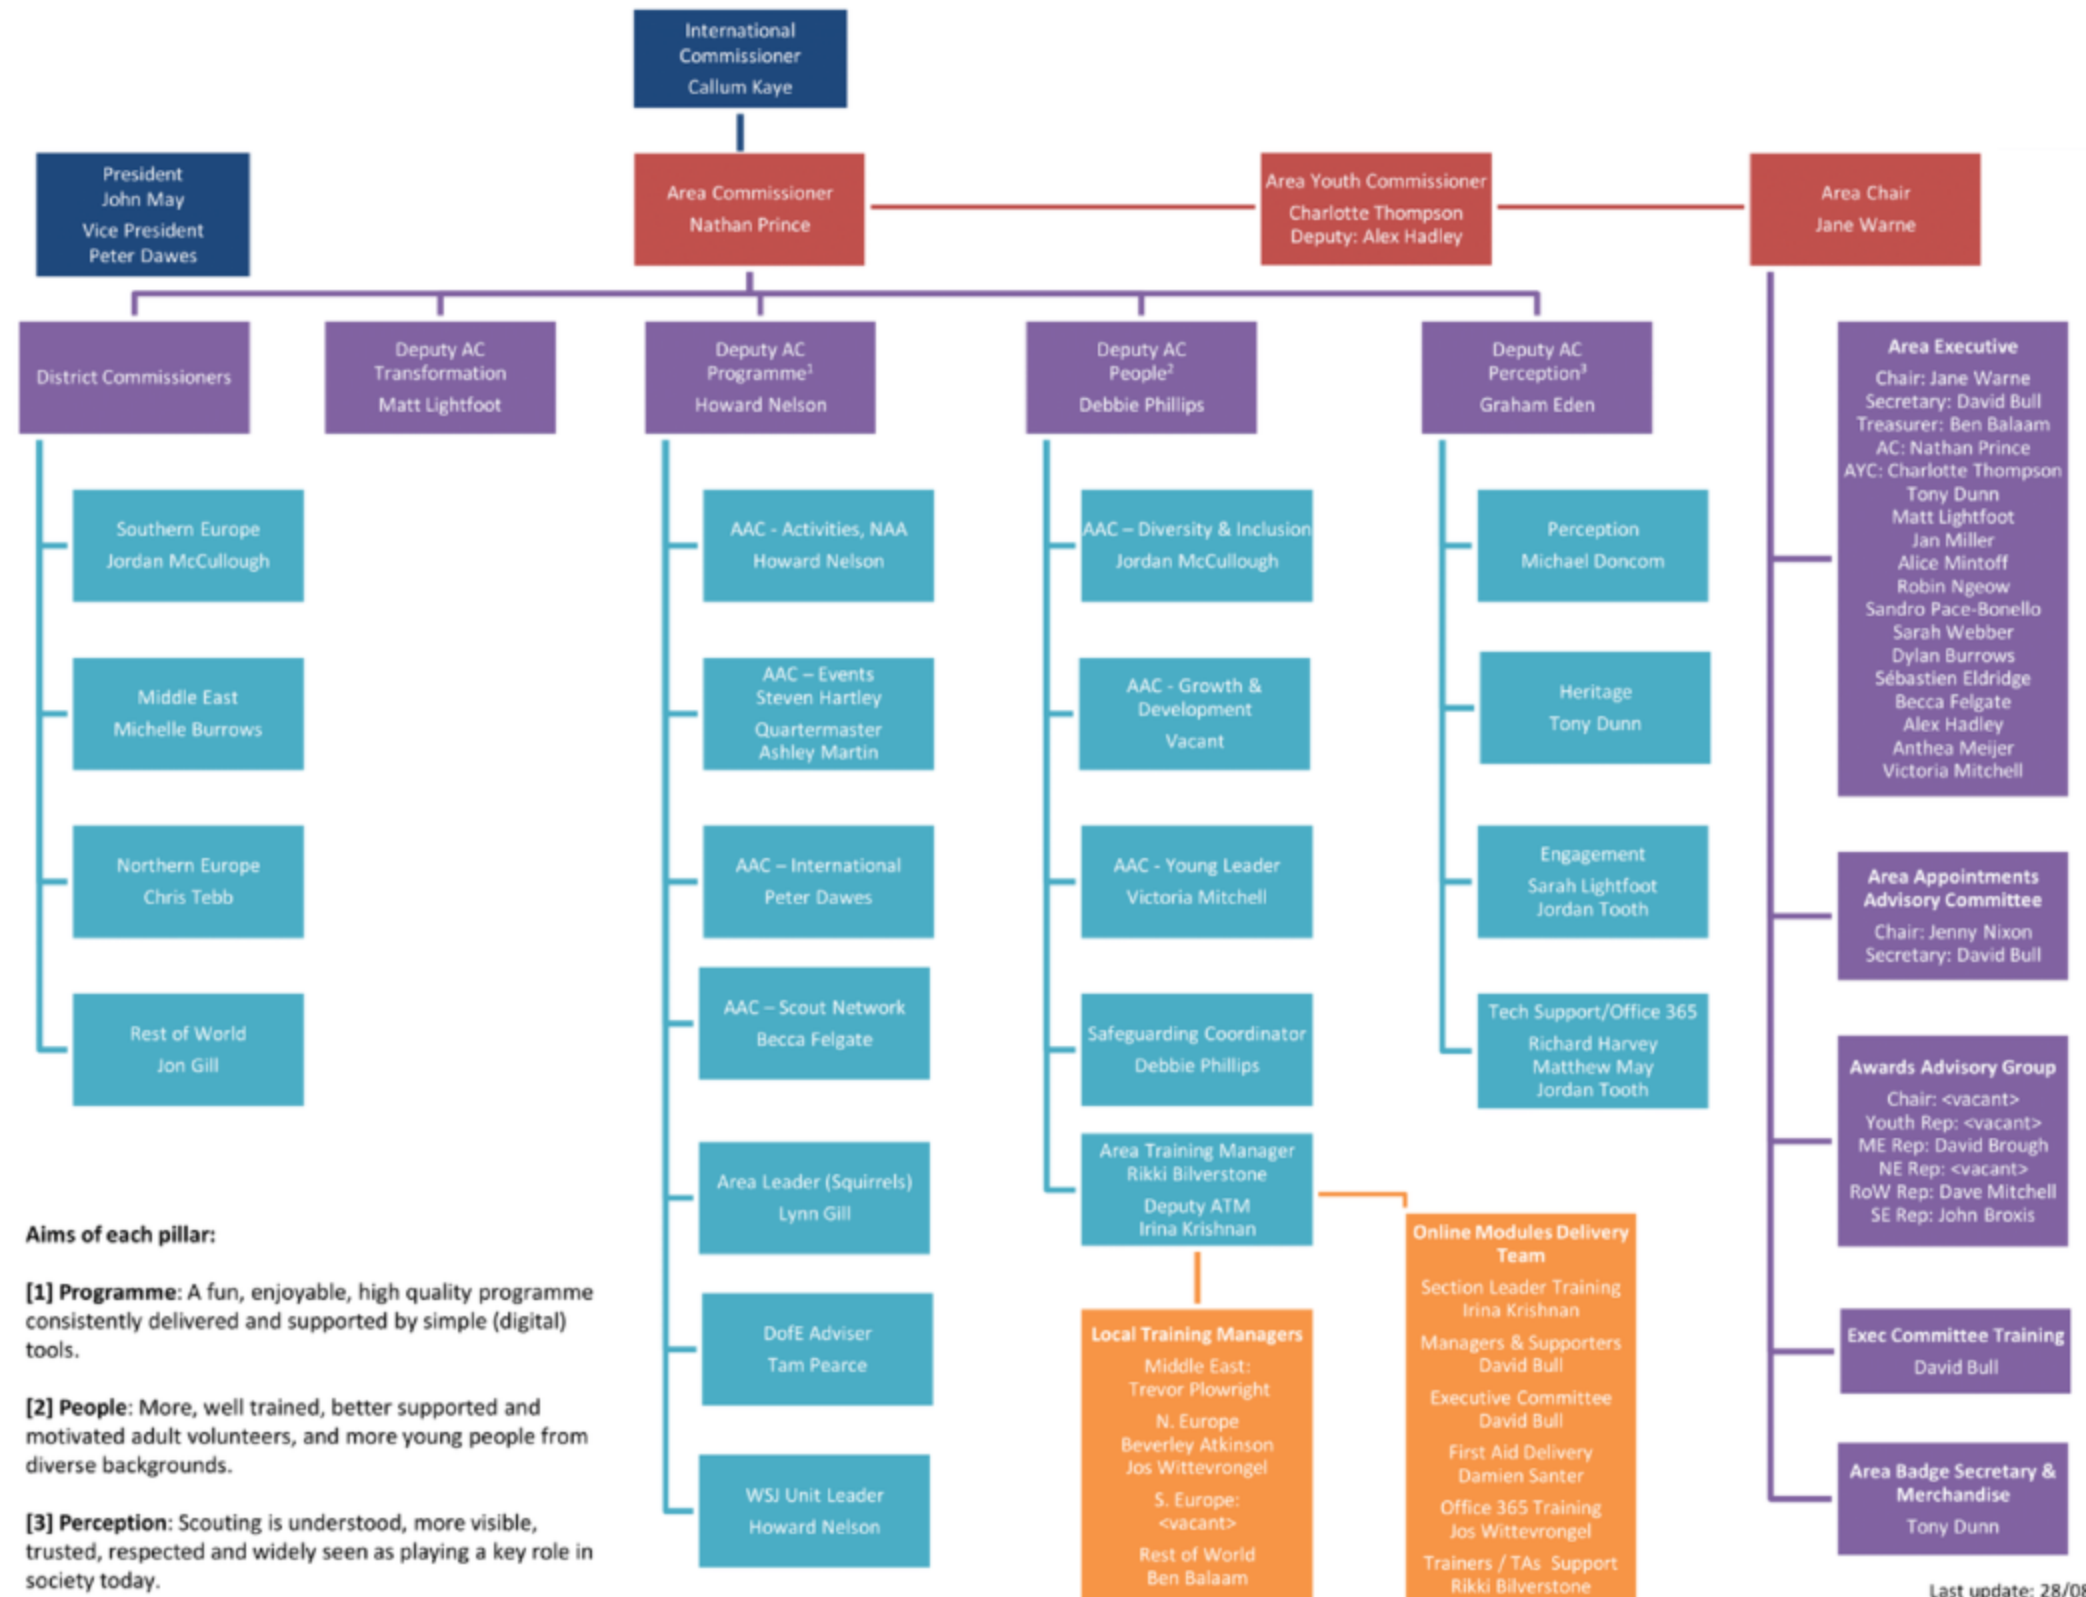 International
Commissioner
Callum Kaye
President
John May
Vice President
Peter Dawes
Area Commissioner
Nathan Prince
Area Youth Commissioner
Charlotte Thompson
Deputy: Alex Hadley
Area Chair
Jane Warne
District Commissioners
Deputy AC
Transformation
Matt Lightfoot
Deputy AC
Programme¹
Howard Nelson
Deputy AC
People²
Debbie Phillips
Deputy AC
Perception³
Graham Eden
Southern Europe
Jordan McCullough
Middle East
Michelle Burrows
Northern Europe
Chris Tebb
Rest of World
Jon Gill
AAC - Activities, NAA
Howard Nelson
AAC – Events
Steven Hartley
Quartermaster
Ashley Martin
AAC – International
Peter Dawes
AAC – Scout Network
Becca Felgate
Area Leader (Squirrels)
Lynn Gill
DofE Adviser
Tam Pearce
WSJ Unit Leader
Howard Nelson
AAC – Diversity & Inclusion
Jordan McCullough
AAC - Growth &
Development
Vacant
AAC - Young Leader
Victoria Mitchell
Safeguarding Coordinator
Debbie Phillips
Area Training Manager
Rikki Bilverstone
Deputy ATM
Irina Krishnan
Local Training Managers
Middle East:
Trevor Plowright
N. Europe
Beverley Atkinson
Jos Wittevrongel
S. Europe:
<vacant>
Rest of World
Ben Balaam
Online Modules Delivery
Team
Section Leader Training
Irina Krishnan
Managers & Supporters
David Bull
Executive Committee
David Bull
First Aid Delivery
Damien Santer
Office 365 Training
Jos Wittevrongel
Trainers / TAs Support
Rikki Bilverstone
Perception
Michael Doncom
Heritage
Tony Dunn
Engagement
Sarah Lightfoot
Jordan Tooth
Tech Support/Office 365
Richard Harvey
Matthew May
Jordan Tooth
Area Executive
Chair: Jane Warne
Secretary: David Bull
Treasurer: Ben Balaam
AC: Nathan Prince
AYC: Charlotte Thompson
Tony Dunn
Matt Lightfoot
Jan Miller
Alice Mintoff
Robin Ngeow
Sandro Pace-Bonello
Sarah Webber
Dylan Burrows
Sébastien Eldridge
Becca Felgate
Alex Hadley
Anthea Meijer
Victoria Mitchell
Area Appointments
Advisory Committee
Chair: Jenny Nixon
Secretary: David Bull
Awards Advisory Group
Chair: <vacant>
Youth Rep: <vacant>
ME Rep: David Brough
NE Rep: <vacant>
RoW Rep: Dave Mitchell
SE Rep: John Broxis
Exec Committee Training
David Bull
Area Badge Secretary &
Merchandise
Tony Dunn
Aims of each pillar:
[1] Programme: A fun, enjoyable, high quality programme
consistently delivered and supported by simple (digital)
tools.
[2] People: More, well trained, better supported and
motivated adult volunteers, and more young people from
diverse backgrounds.
[3] Perception: Scouting is understood, more visible,
trusted, respected and widely seen as playing a key role in
society today.
Last update: 28/08